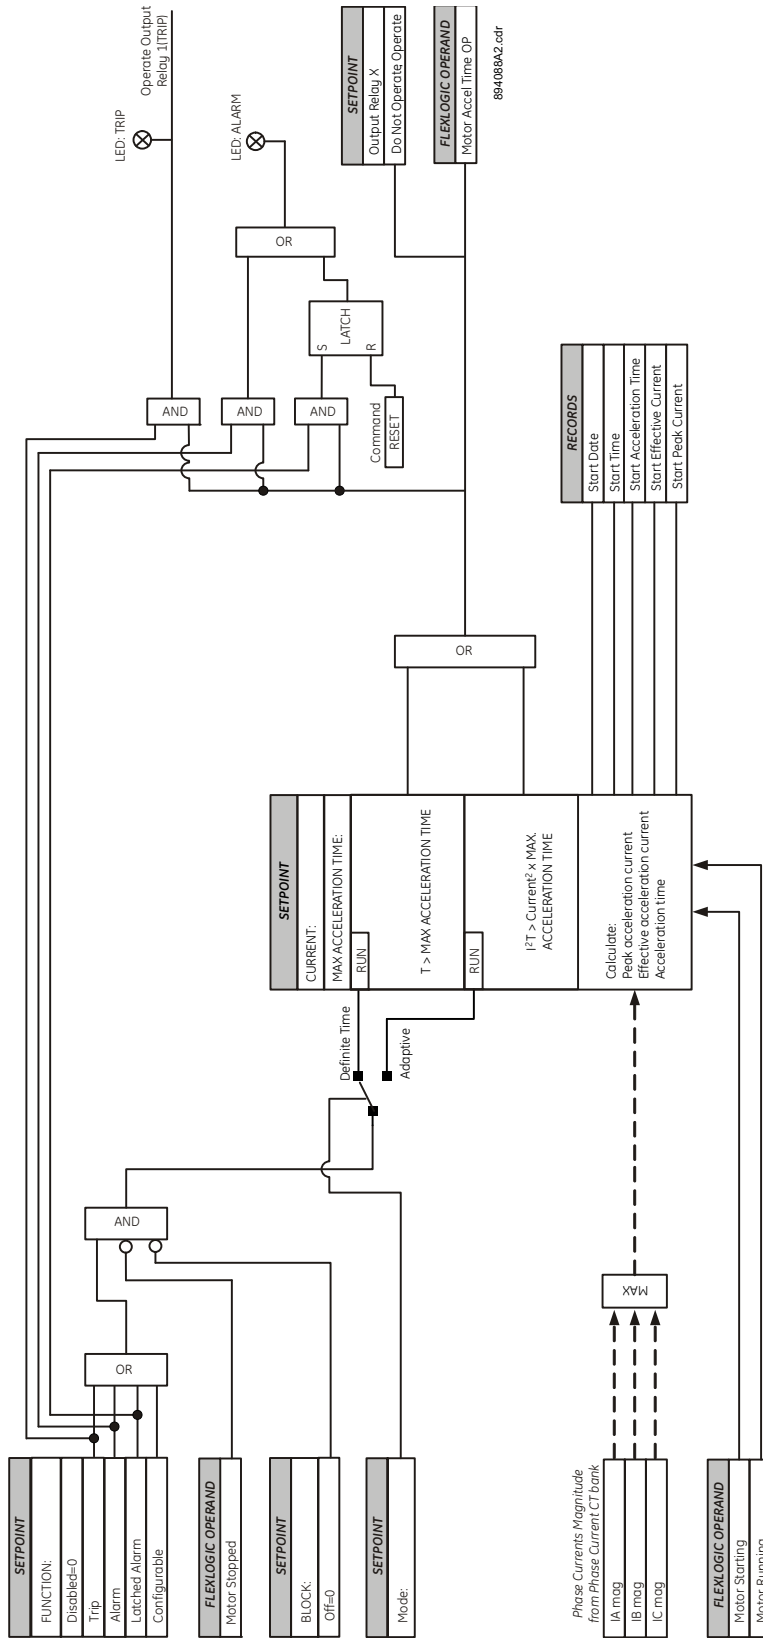 SETPOINT
FUNCTION:
Disabled=0
Trip
Alarm
Latched Alarm
Configurable
FLEXLOGIC OPERAND
Motor Stopped
SETPOINT
BLOCK:
Off=0
SETPOINT
Mode:
Phase Currents Magnitude
from Phase Current CT bank
IA mag
IB mag
IC mag
FLEXLOGIC OPERAND
Motor Starting
Motor Running
OR
AND
MAX
Definite Time
Adaptive
SETPOINT
CURRENT:
MAX ACCELERATION TIME:
RUN
T > MAX ACCELERATION TIME
RUN
I²T > Current² x MAX.
ACCELERATION TIME
Calculate:
Peak acceleration current
Effective acceleration current
Acceleration time
OR
RECORDS
Start Date
Start Time
Start Acceleration Time
Start Effective Current
Start Peak Current
AND
AND
AND
Command
RESET
S
LATCH
R
OR
LED: TRIP
Operate Output
Relay 1(TRIP)
LED: ALARM
SETPOINT
Output Relay X
Do Not Operate Operate
FLEXLOGIC OPERAND
Motor Accel Time OP
894088A2.cdr